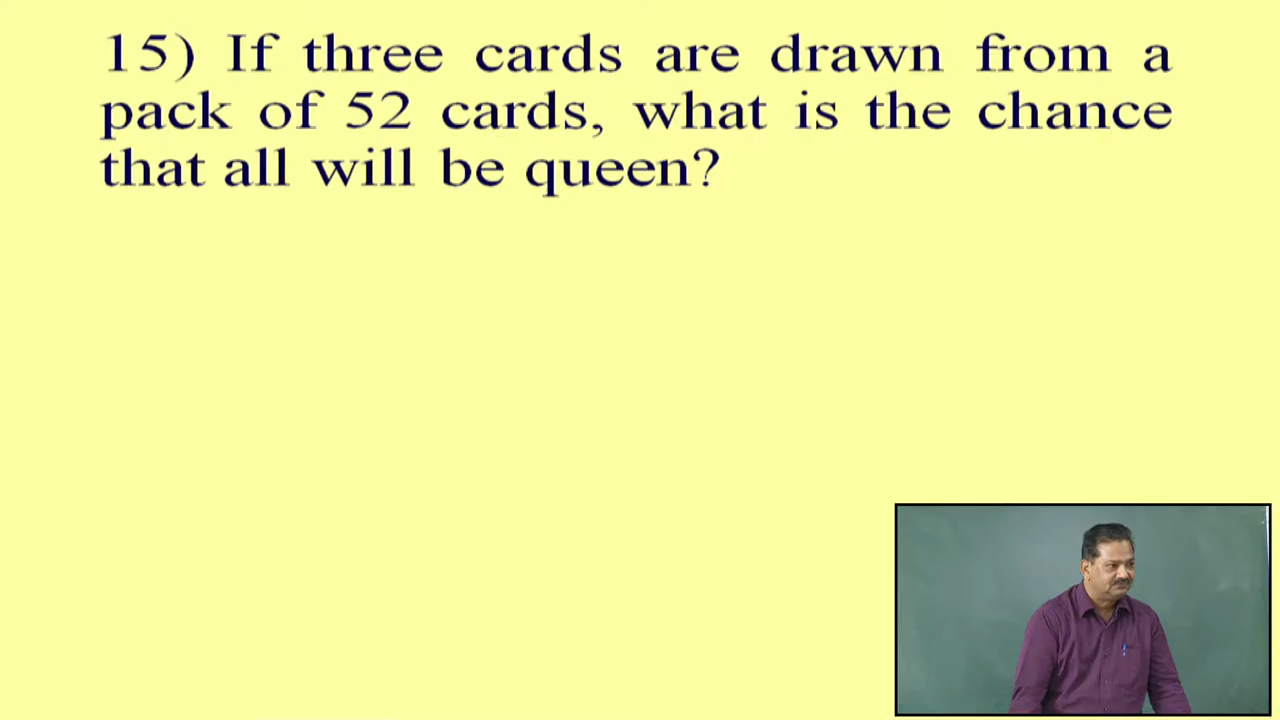 15) If three cards are drawn from a
pack of 52 cards, what is the chance
that all will be queen?